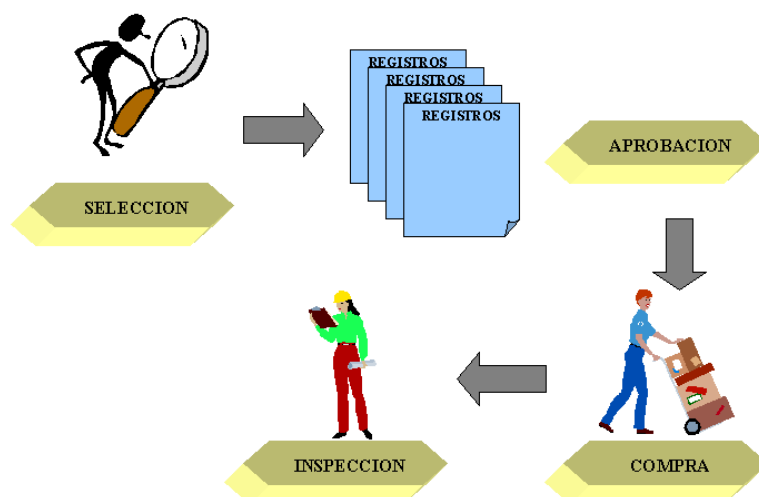 REGISTROS
REGISTROS
REGISTROS
REGISTROS
APROBACION
SELECCION
INSPECCION
COMPRA